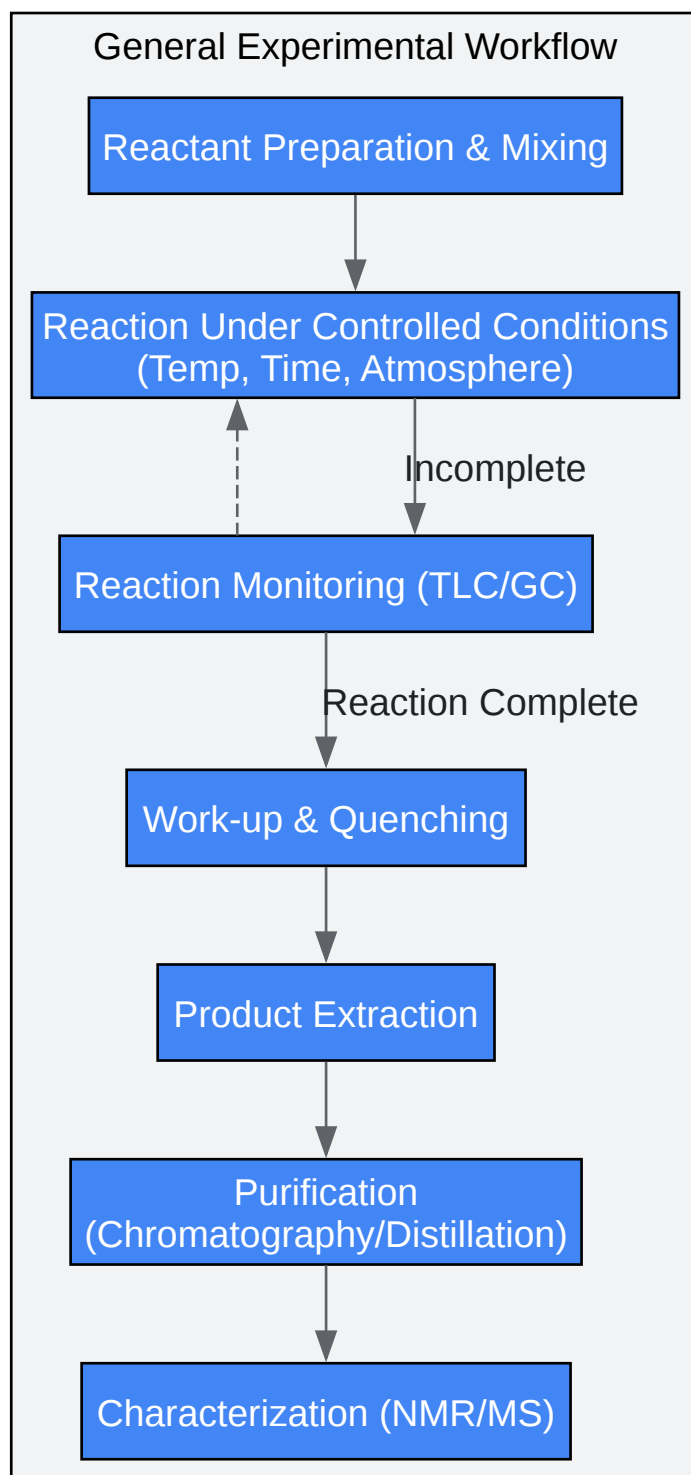 General Experimental Workflow
Reactant Preparation & Mixing
Reaction Under Controlled Conditions
(Temp, Time, Atmosphere)
Incomplete
Reaction Monitoring (TLC/GC)
Reaction Complete
Work-up & Quenching
Product Extraction
Purification
(Chromatography/Distillation)
Characterization (NMR/MS)